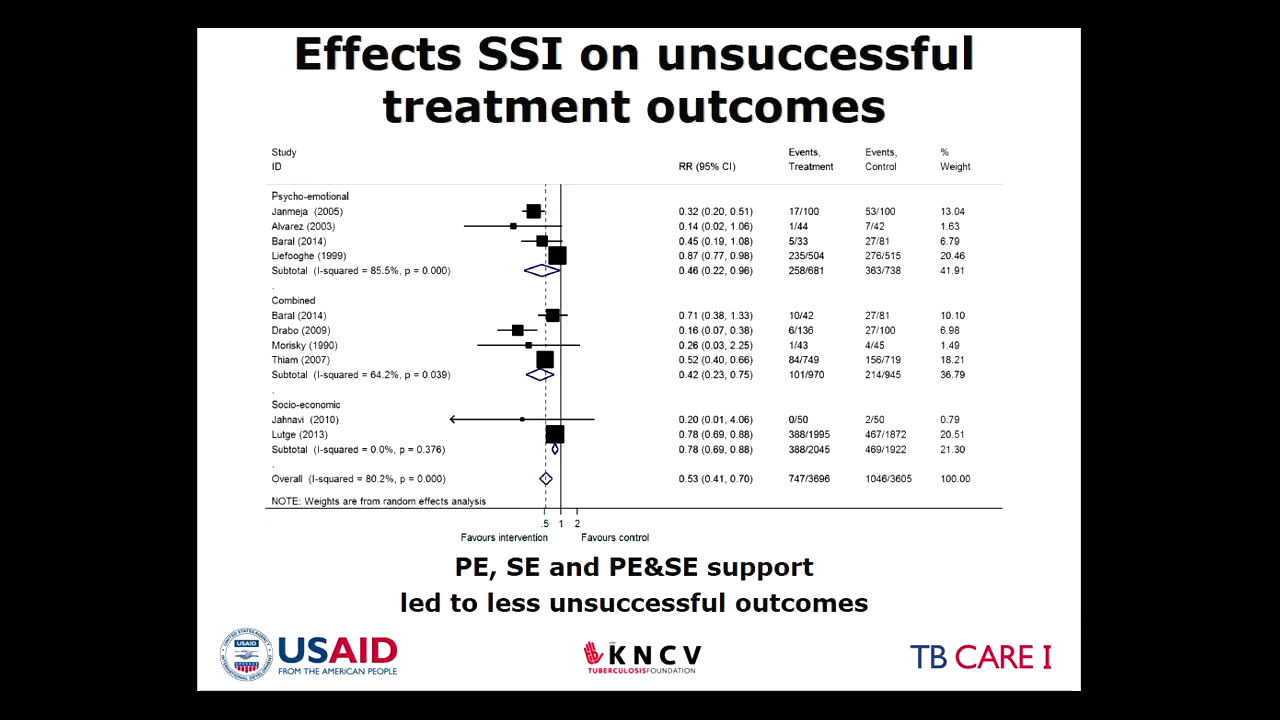 Effects SSI on unsuccessful
treatment outcomes
Study
ID
RR (95% CI)
Events,
Treatment
Events,
Control
%
Weight
Psycho-emotional
Janmeja (2005) 0.32 (0.20, 0.51) 17/100 53/100 13.04
Alvarez (2003) 0.14 (0.02, 1.06) 1/44 7/42 1.63
Baral (2014) 0.45 (0.19, 1.08) 5/33 27/81 6.79
Liefooghe (1999) 0.87 (0.77, 0.98) 235/504 276/515 20.46
Subtotal (I-squared = 85.5%, p = 0.000) 0.46 (0.22, 0.96) 258/681 363/738 41.91
.
Combined
Baral (2014) 0.71 (0.38, 1.33) 10/42 27/81 10.10
Drabo (2009) 0.16 (0.07, 0.38) 6/136 27/100 6.98
Morisky (1990) 0.26 (0.03, 2.25) 1/43 4/45 1.49
Thiam (2007) 0.52 (0.40, 0.66) 84/749 156/719 18.21
Subtotal (I-squared = 64.2%, p = 0.039) 0.42 (0.23, 0.75) 101/970 214/945 36.79
.
Socio-economic
Jahnavi (2010) 0.20 (0.01, 4.06) 0/50 2/50 0.79
Lutge (2013) 0.78 (0.69, 0.88) 388/1995 467/1872 20.51
Subtotal (I-squared = 0.0%, p = 0.376) 0.78 (0.69, 0.88) 388/2045 469/1922 21.30
.
Overall (I-squared = 80.2%, p = 0.000) 0.53 (0.41, 0.70) 747/3696 1046/3605 100.00
NOTE: Weights are from random effects analysis
.5 1 2
Favours intervention Favours control
PE, SE and PE&SE support
led to less unsuccessful outcomes
USAID
FROM THE AMERICAN PEOPLE
KNCV
TUBERCULOSISFOUNDATION
TB CARE I